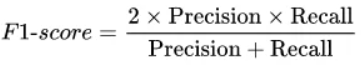 F1-score = 2 × Precision × Recall / Precision + Recall